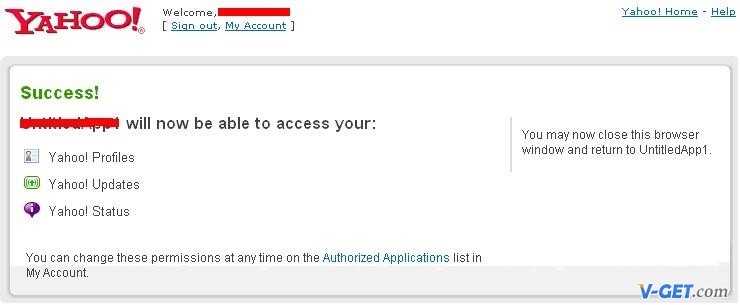 YAHOO!
Welcome,
Yahoo! Home - Help
[ Sign out, My Account ]
Success!
UntitledApp1 will now be able to access your:
You may now close this browser
window and return to UntitledApp1.
Yahoo! Profiles
Yahoo! Updates
Yahoo! Status
You can change these permissions at any time on the Authorized Applications list in
My Account.
V-GET.com